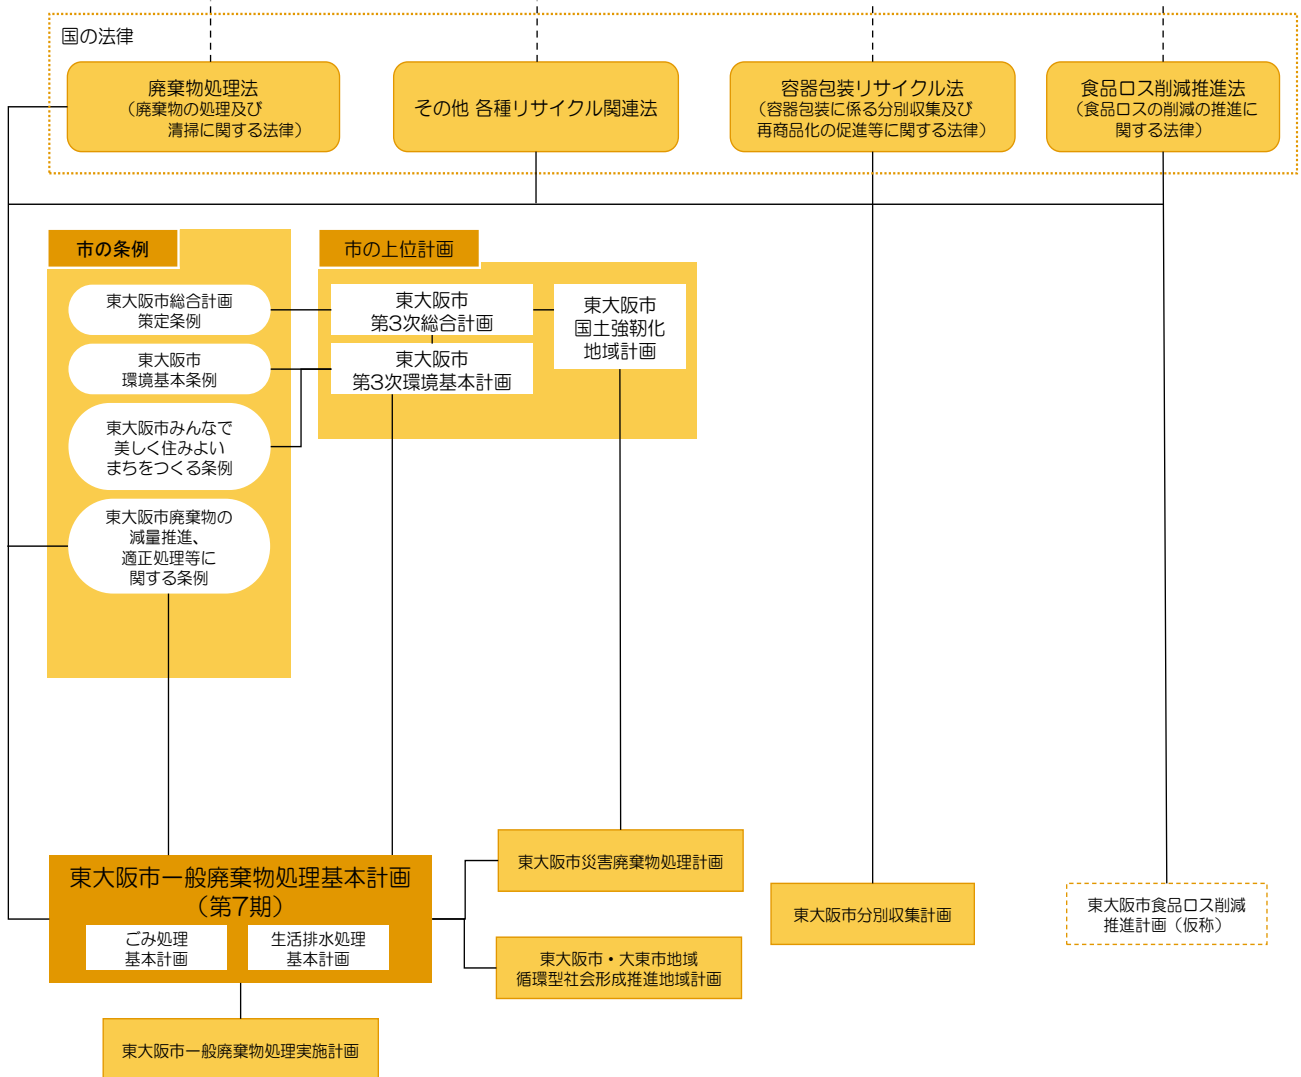 国の法律
廃棄物処理法
（廃棄物の処理及び
清掃に関する法律）
その他 各種リサイクル関連法
容器包装リサイクル法
（容器包装に係る分別収集及び
再商品化の促進等に関する法律）
食品ロス削減推進法
（食品ロスの削減の推進に
関する法律）
市の条例
東大阪市総合計画
策定条例
東大阪市
環境基本条例
東大阪市みんなで
美しく住みよい
まちをつくる条例
東大阪市廃棄物の
減量推進、
適正処理等に
関する条例
市の上位計画
東大阪市
第3次総合計画
東大阪市
第3次環境基本計画
東大阪市
国土強靭化
地域計画
東大阪市一般廃棄物処理基本計画
（第7期）
ごみ処理
基本計画
生活排水処理
基本計画
東大阪市災害廃棄物処理計画
東大阪市・大東市地域
循環型社会形成推進地域計画
東大阪市分別収集計画
東大阪市食品ロス削減
推進計画（仮称）
東大阪市一般廃棄物処理実施計画